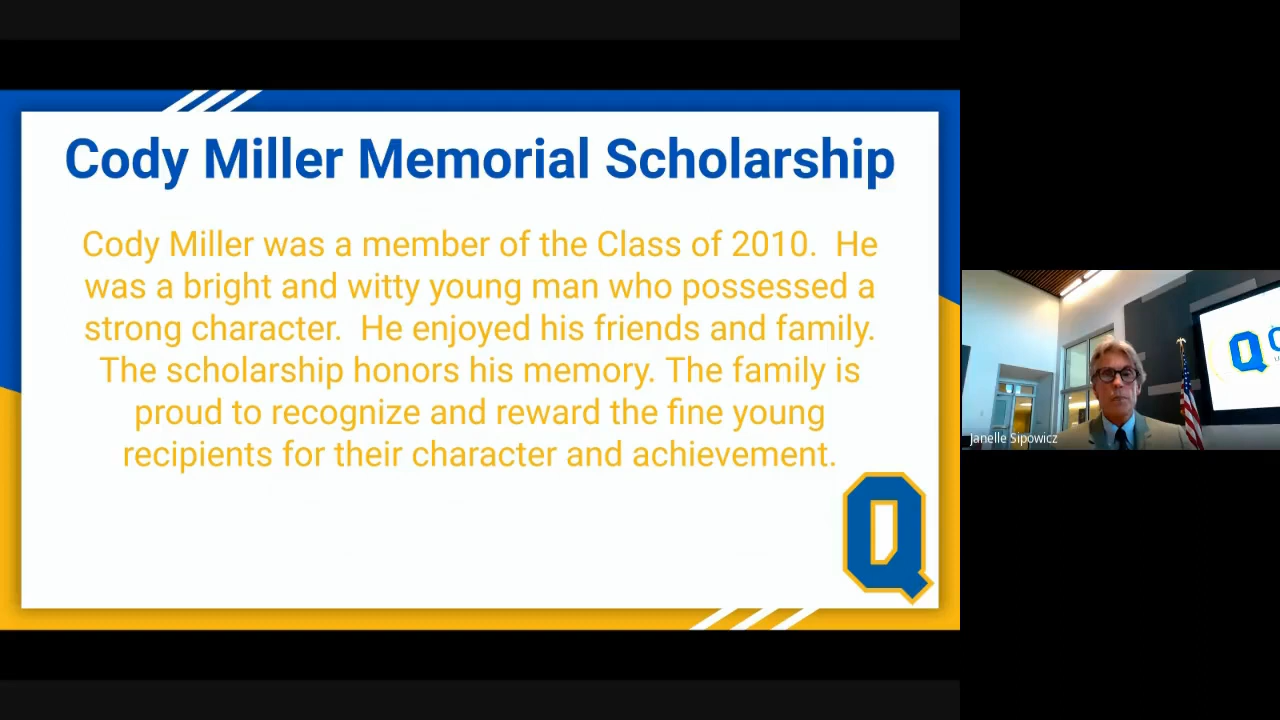 Cody Miller Memorial Scholarship
Cody Miller was a member of the Class of 2010.  He
was a bright and witty young man who possessed a
strong character.  He enjoyed his friends and family.
The scholarship honors his memory. The family is
proud to recognize and reward the fine young
recipients for their character and achievement.
Q
Q
Janelle Sipowicz